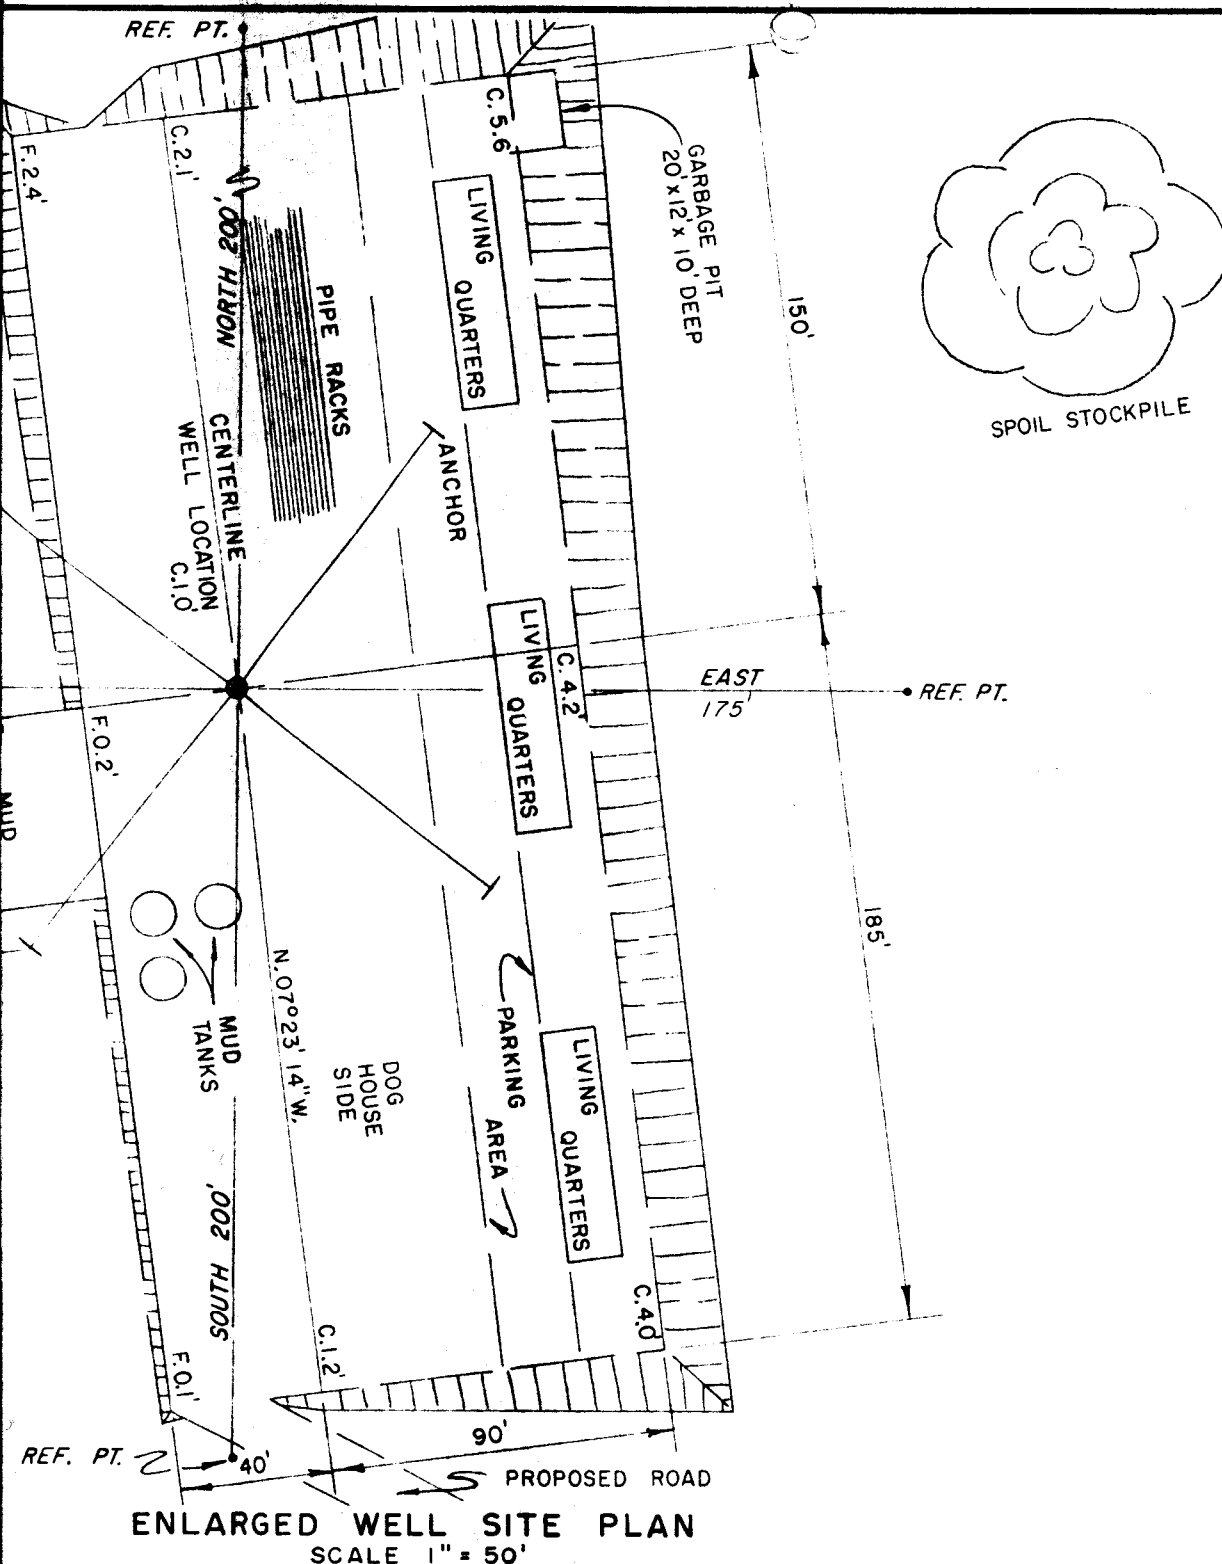 REF. PT.
C. 5.6'
F. 2.4'
C. 2.1'
GARBAGE PIT
20' x 12' x 10' DEEP
NORTH 200'
LIVING QUARTERS
PIPE RACKS
150'
SPOIL STOCKPILE
CENTERLINE
WELL LOCATION
C. 1.0'
ANCHOR
LIVING QUARTERS
C. 4.2'
EAST
175'
REF. PT.
F. 0.2'
MUD
185'
N. 07° 23' 14" W.
MUD
TANKS
DOG
HOUSE
SIDE
PARKING AREA
LIVING QUARTERS
SOUTH 200'
C. 4.0'
C. 1.2'
F. 0.1'
REF. PT.
40'
90'
PROPOSED ROAD
ENLARGED WELL SITE PLAN
SCALE 1" = 50'